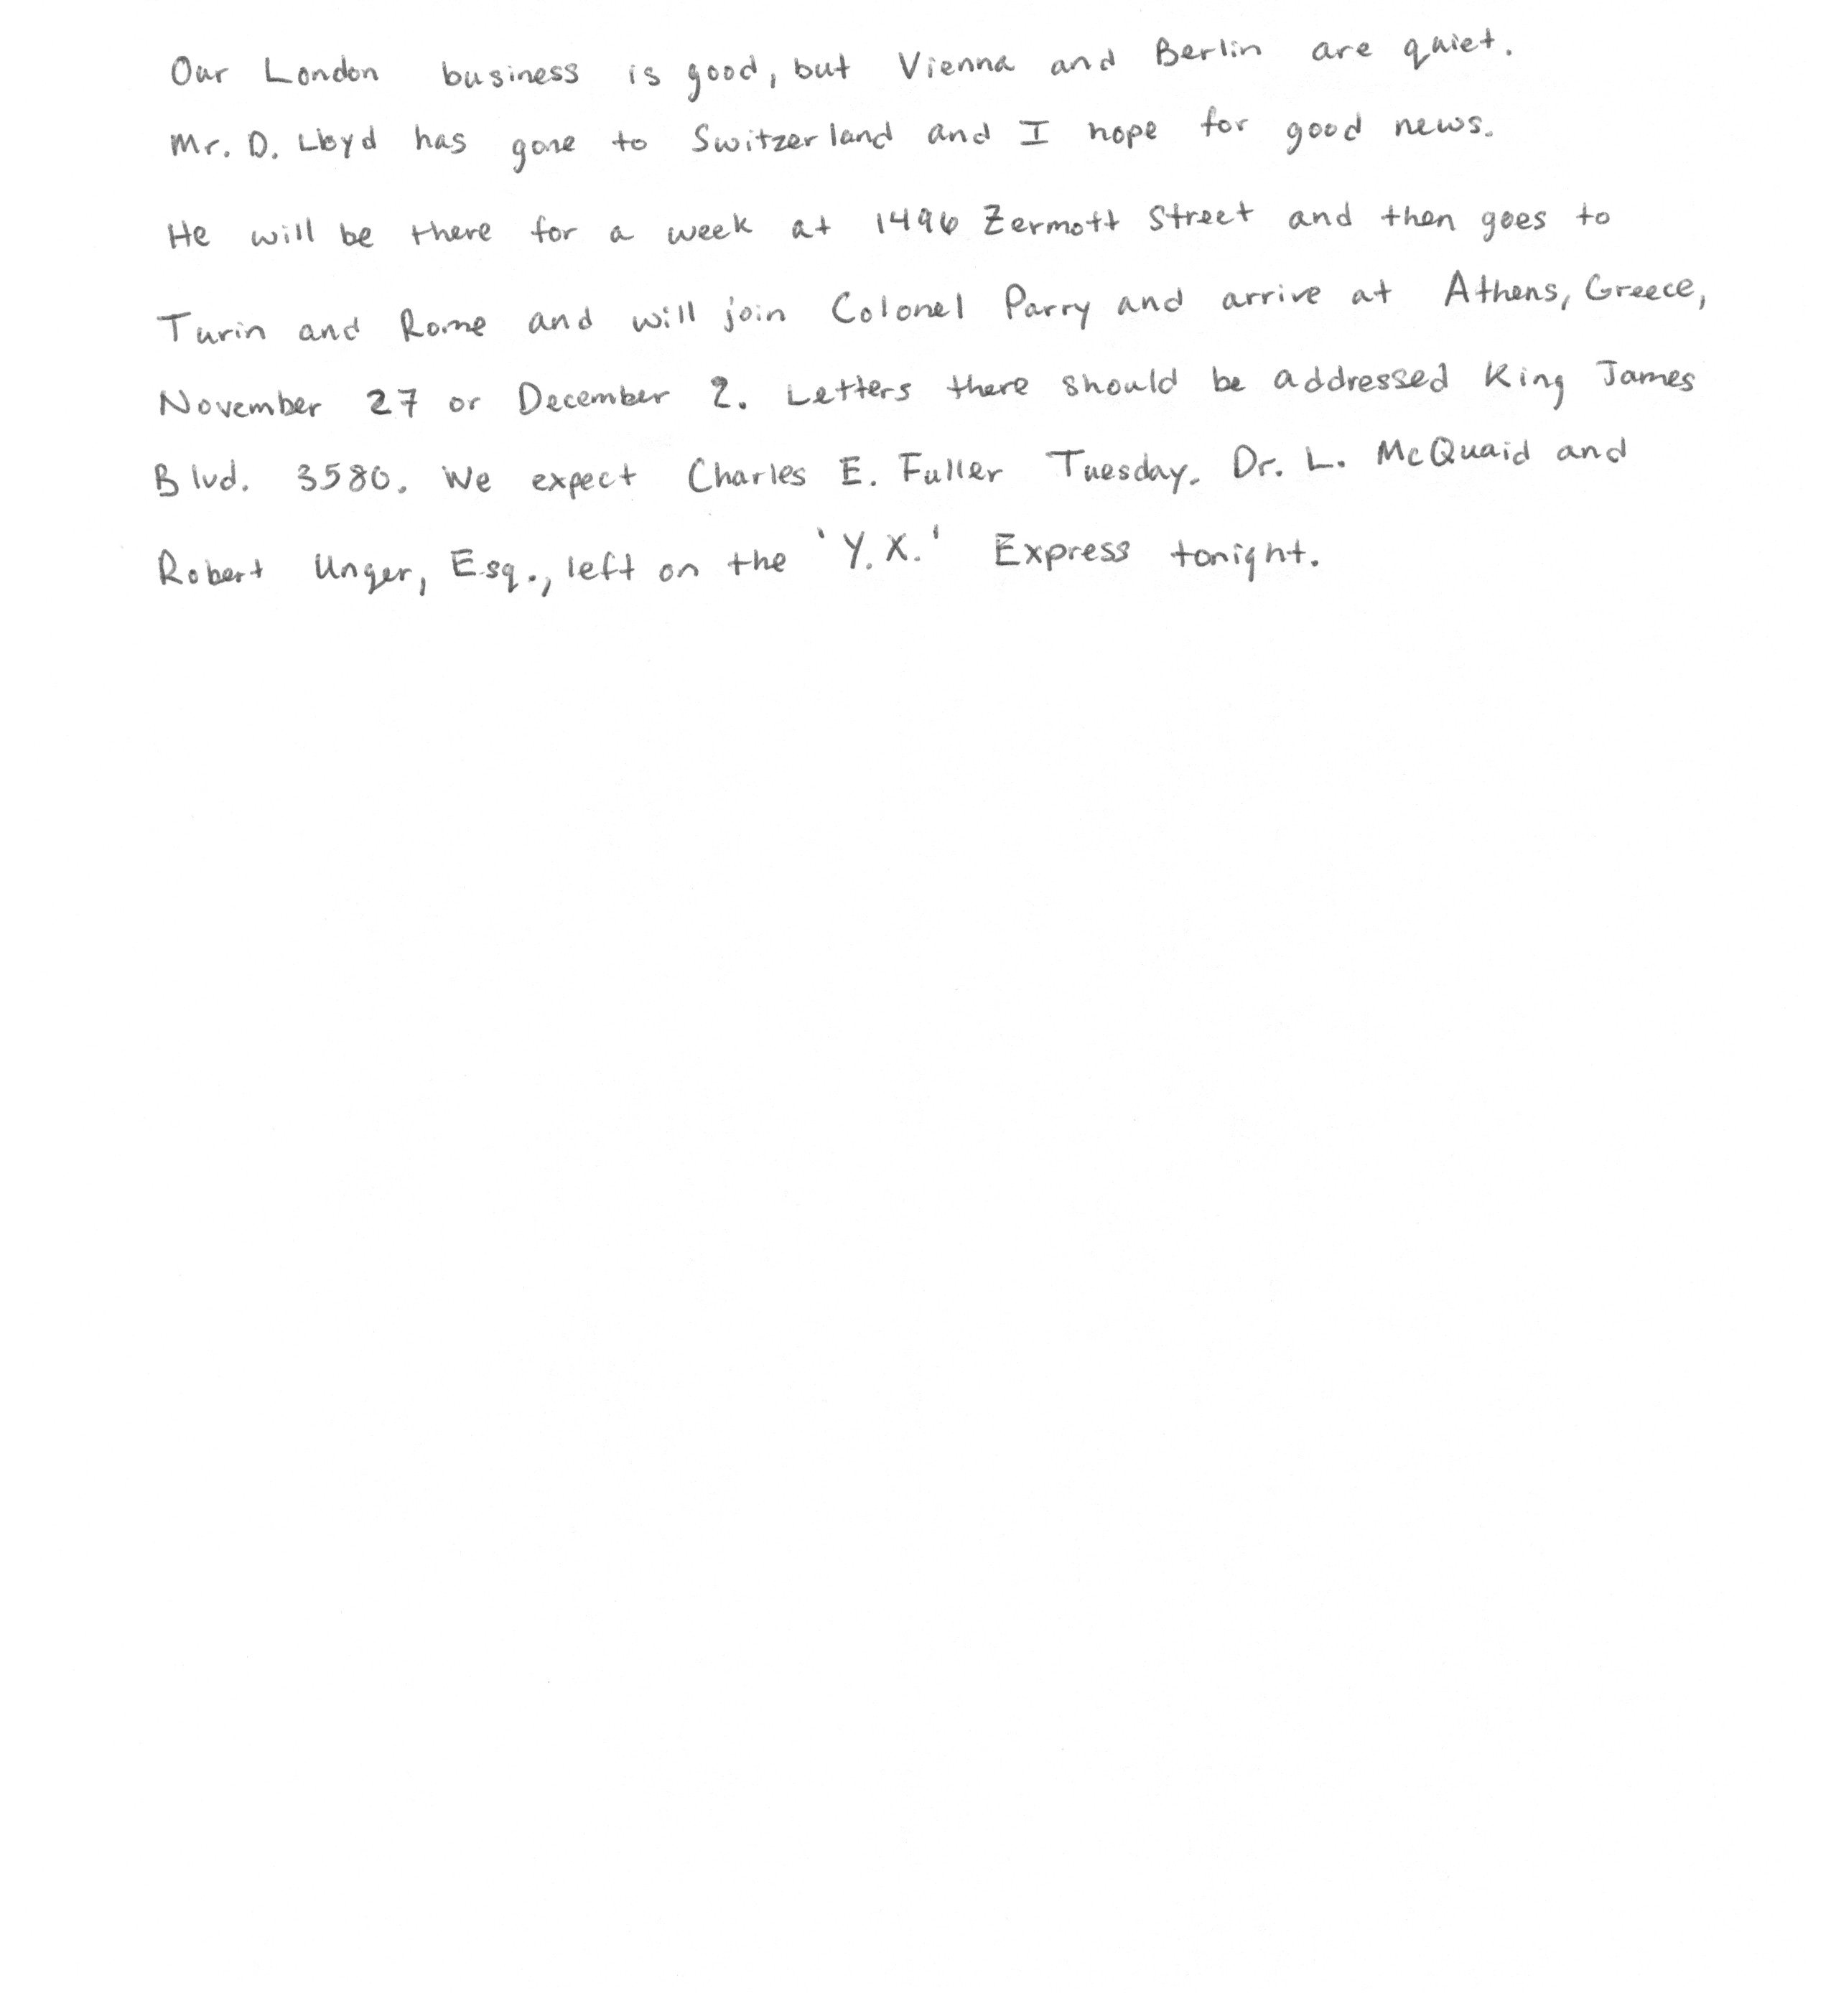 Our London business is good, but Vienna and Berlin are quiet.
Mr. D. Lloyd has gone to Switzerland and I hope for good news.
He will be there for a week at 1496 Zermott Street and then goes to
Turin and Rome and will join Colonel Parry and arrive at Athens, Greece,
November 27 or December 2. Letters there should be addressed King James
Blvd. 3580. We expect Charles E. Fuller Tuesday. Dr. L. McQuaid and
Robert Unger, Esq., left on the 'Y.X.' Express tonight.